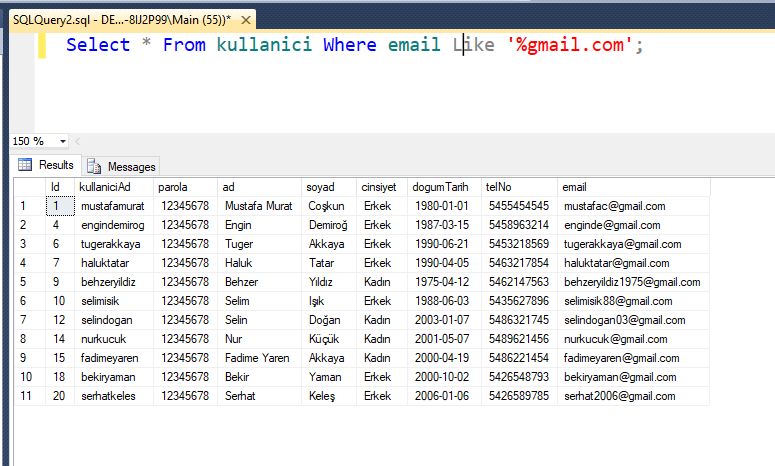 SQLQuery2.sql - DE...-8IJ2P99\Main (55))* ✕
Select * From kullanici Where email Like '%gmail.com';
150 %
Results Messages
Id kullaniciAd parola ad soyad cinsiyet dogumTarih telNo email
1 1 mustafamurat 12345678 Mustafa Murat Coşkun Erkek 1980-01-01 5455454545 mustafac@gmail.com
2 4 engindemirog 12345678 Engin Demiroğ Erkek 1987-03-15 5458963214 enginde@gmail.com
3 6 tugerakkaya 12345678 Tuger Akkaya Erkek 1990-06-21 5453218569 tugerakkaya@gmail.com
4 7 haluktatar 12345678 Haluk Tatar Erkek 1990-04-05 5463217854 haluktatar@gmail.com
5 9 behzeryildiz 12345678 Behzer Yıldız Kadın 1975-04-12 5462147563 behzeryildiz1975@gmail.com
6 10 selimisik 12345678 Selim Işık Erkek 1988-06-03 5435627896 selimisik88@gmail.com
7 12 selindogan 12345678 Selin Doğan Kadın 2003-01-07 5486321745 selindogan03@gmail.com
8 14 nurkucuk 12345678 Nur Küçük Kadın 2001-05-07 5489621456 nurkucuk@gmail.com
9 15 fadimeyaren 12345678 Fadime Yaren Akkaya Kadın 2000-04-19 5486221454 fadimeyaren@gmail.com
10 18 bekiryaman 12345678 Bekir Yaman Erkek 2000-10-02 5426548793 bekiryaman@gmail.com
11 20 serhatkeles 12345678 Serhat Keleş Erkek 2006-01-06 5426589785 serhat2006@gmail.com